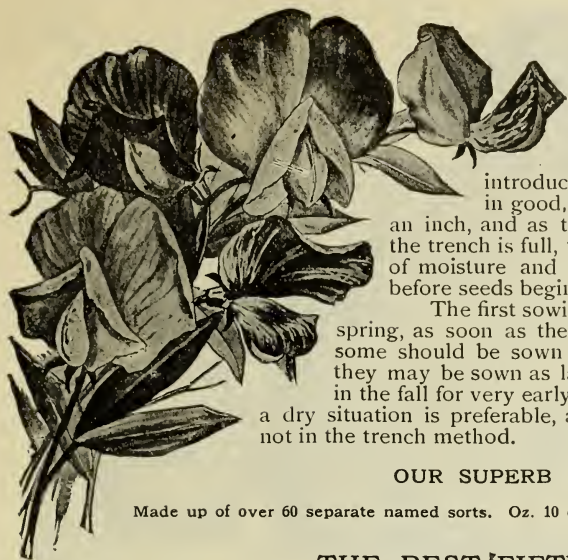 introduc
in good,
an inch, and as t
the trench is full,
of moisture and
before seeds begin
The first sowi
spring, as soon as the
some should be sown
they may be sown as la
in the fall for very early
a dry situation is preferable, a
not in the trench method.
OUR SUPERB
Made up of over 60 separate named sorts. Oz. 10